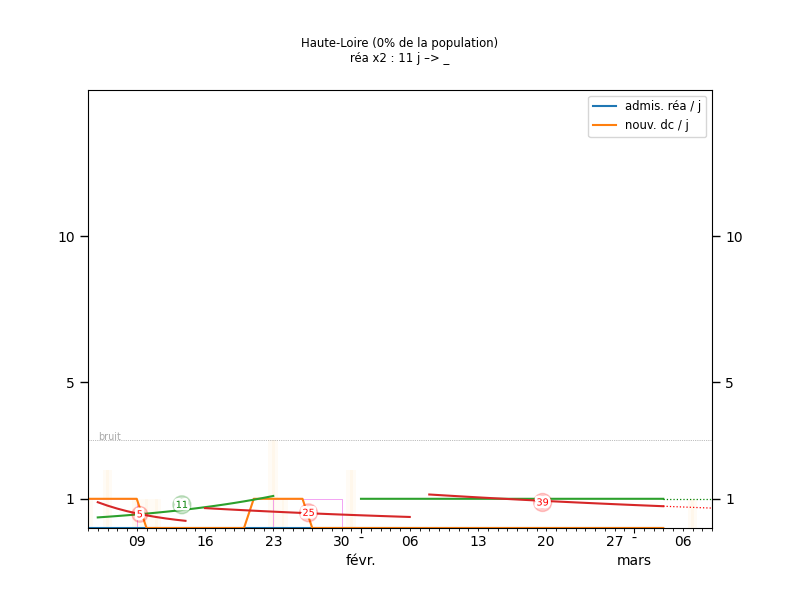 Haute-Loire (0% de la population)
réa x2 : 11 j –> _
admis. réa / j
nouv. dc / j
10 10
5 5
bruit
1 5 11 25 39 1
09 16 23 30 - 06 13 20 27 - 06
févr. mars